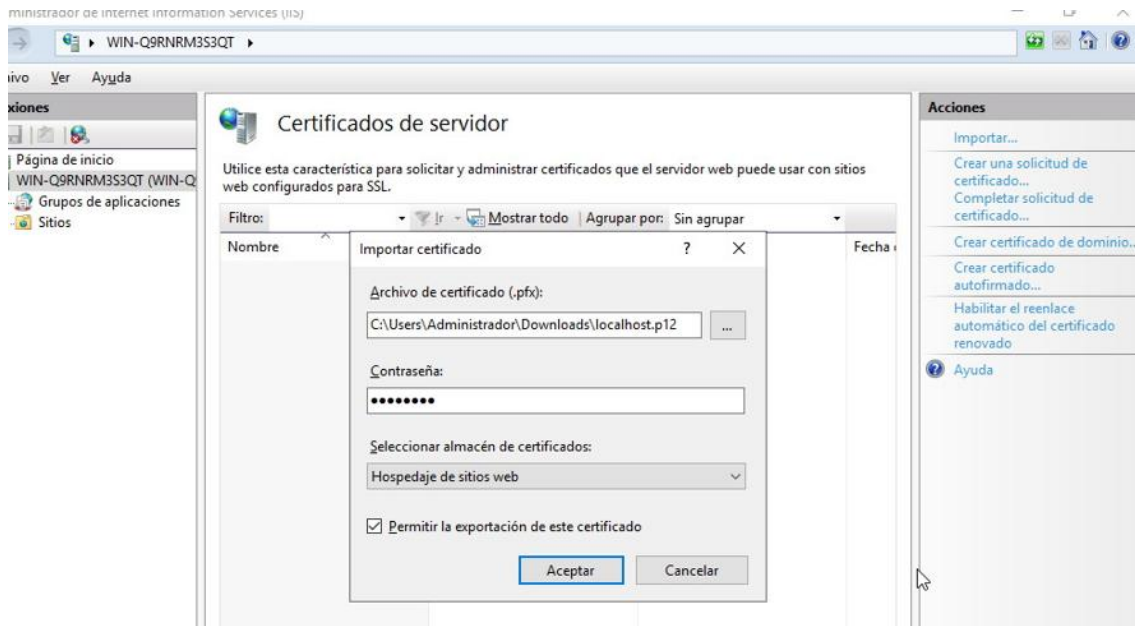 ministrador de Internet Information Services (IIS)
WIN-Q9RNRM3S3QT
ivo Ver Ayuda
xiones
Página de inicio
WIN-Q9RNRM3S3QT (WIN-Q
Grupos de aplicaciones
Sitios
Certificados de servidor
Utilice esta característica para solicitar y administrar certificados que el servidor web puede usar con sitios
web configurados para SSL.
Filtro: Ir Mostrar todo Agrupar por: Sin agrupar
Nombre Fecha
Importar certificado ? X
Archivo de certificado (.pfx):
C:\Users\Administrador\Downloads\localhost.p12 ...
Contraseña:
••••••••
Seleccionar almacén de certificados:
Hospedaje de sitios web
Permitir la exportación de este certificado
Aceptar Cancelar
Acciones
Importar...
Crear una solicitud de
certificado...
Completar solicitud de
certificado...
Crear certificado de dominio..
Crear certificado
autofirmado...
Habilitar el reenlace
automático del certificado
renovado
Ayuda